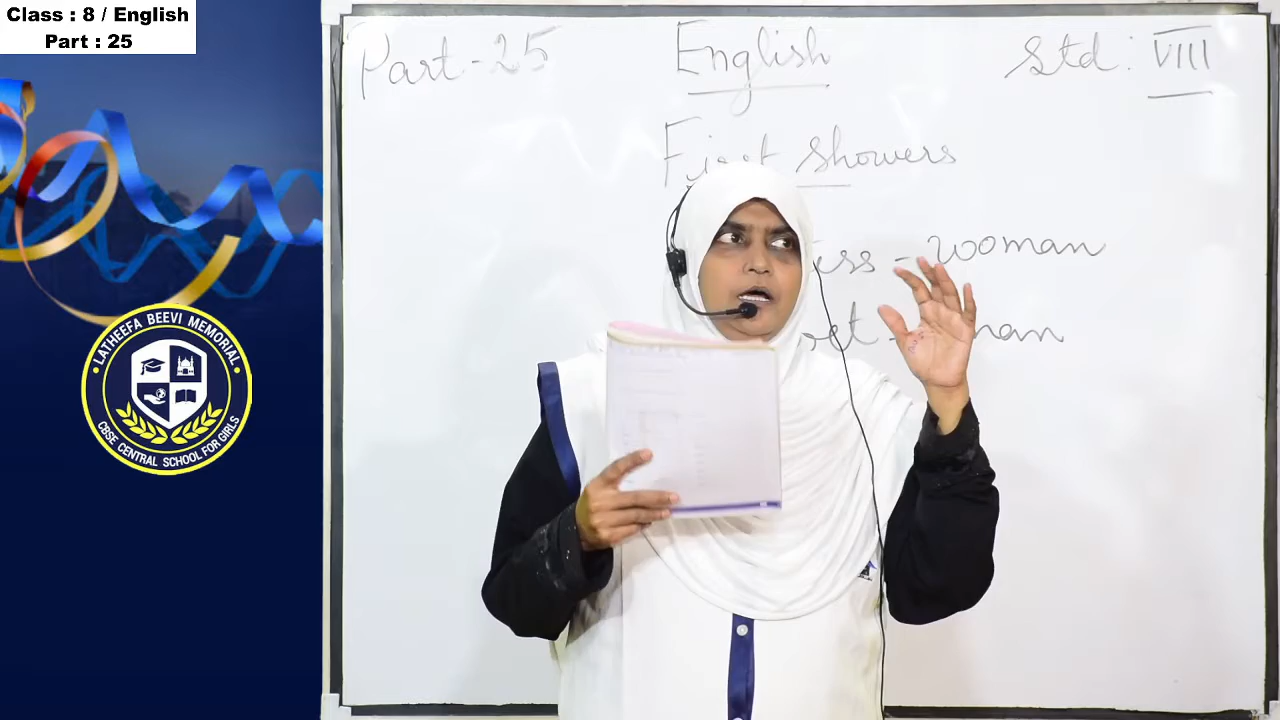 Class : 8 / English
Part : 25
Part-25 English Std: VIII
First Showers
- woman
LATHEEFA BEEVI MEMORIAL
CBSE CENTRAL SCHOOL FOR GIRLS